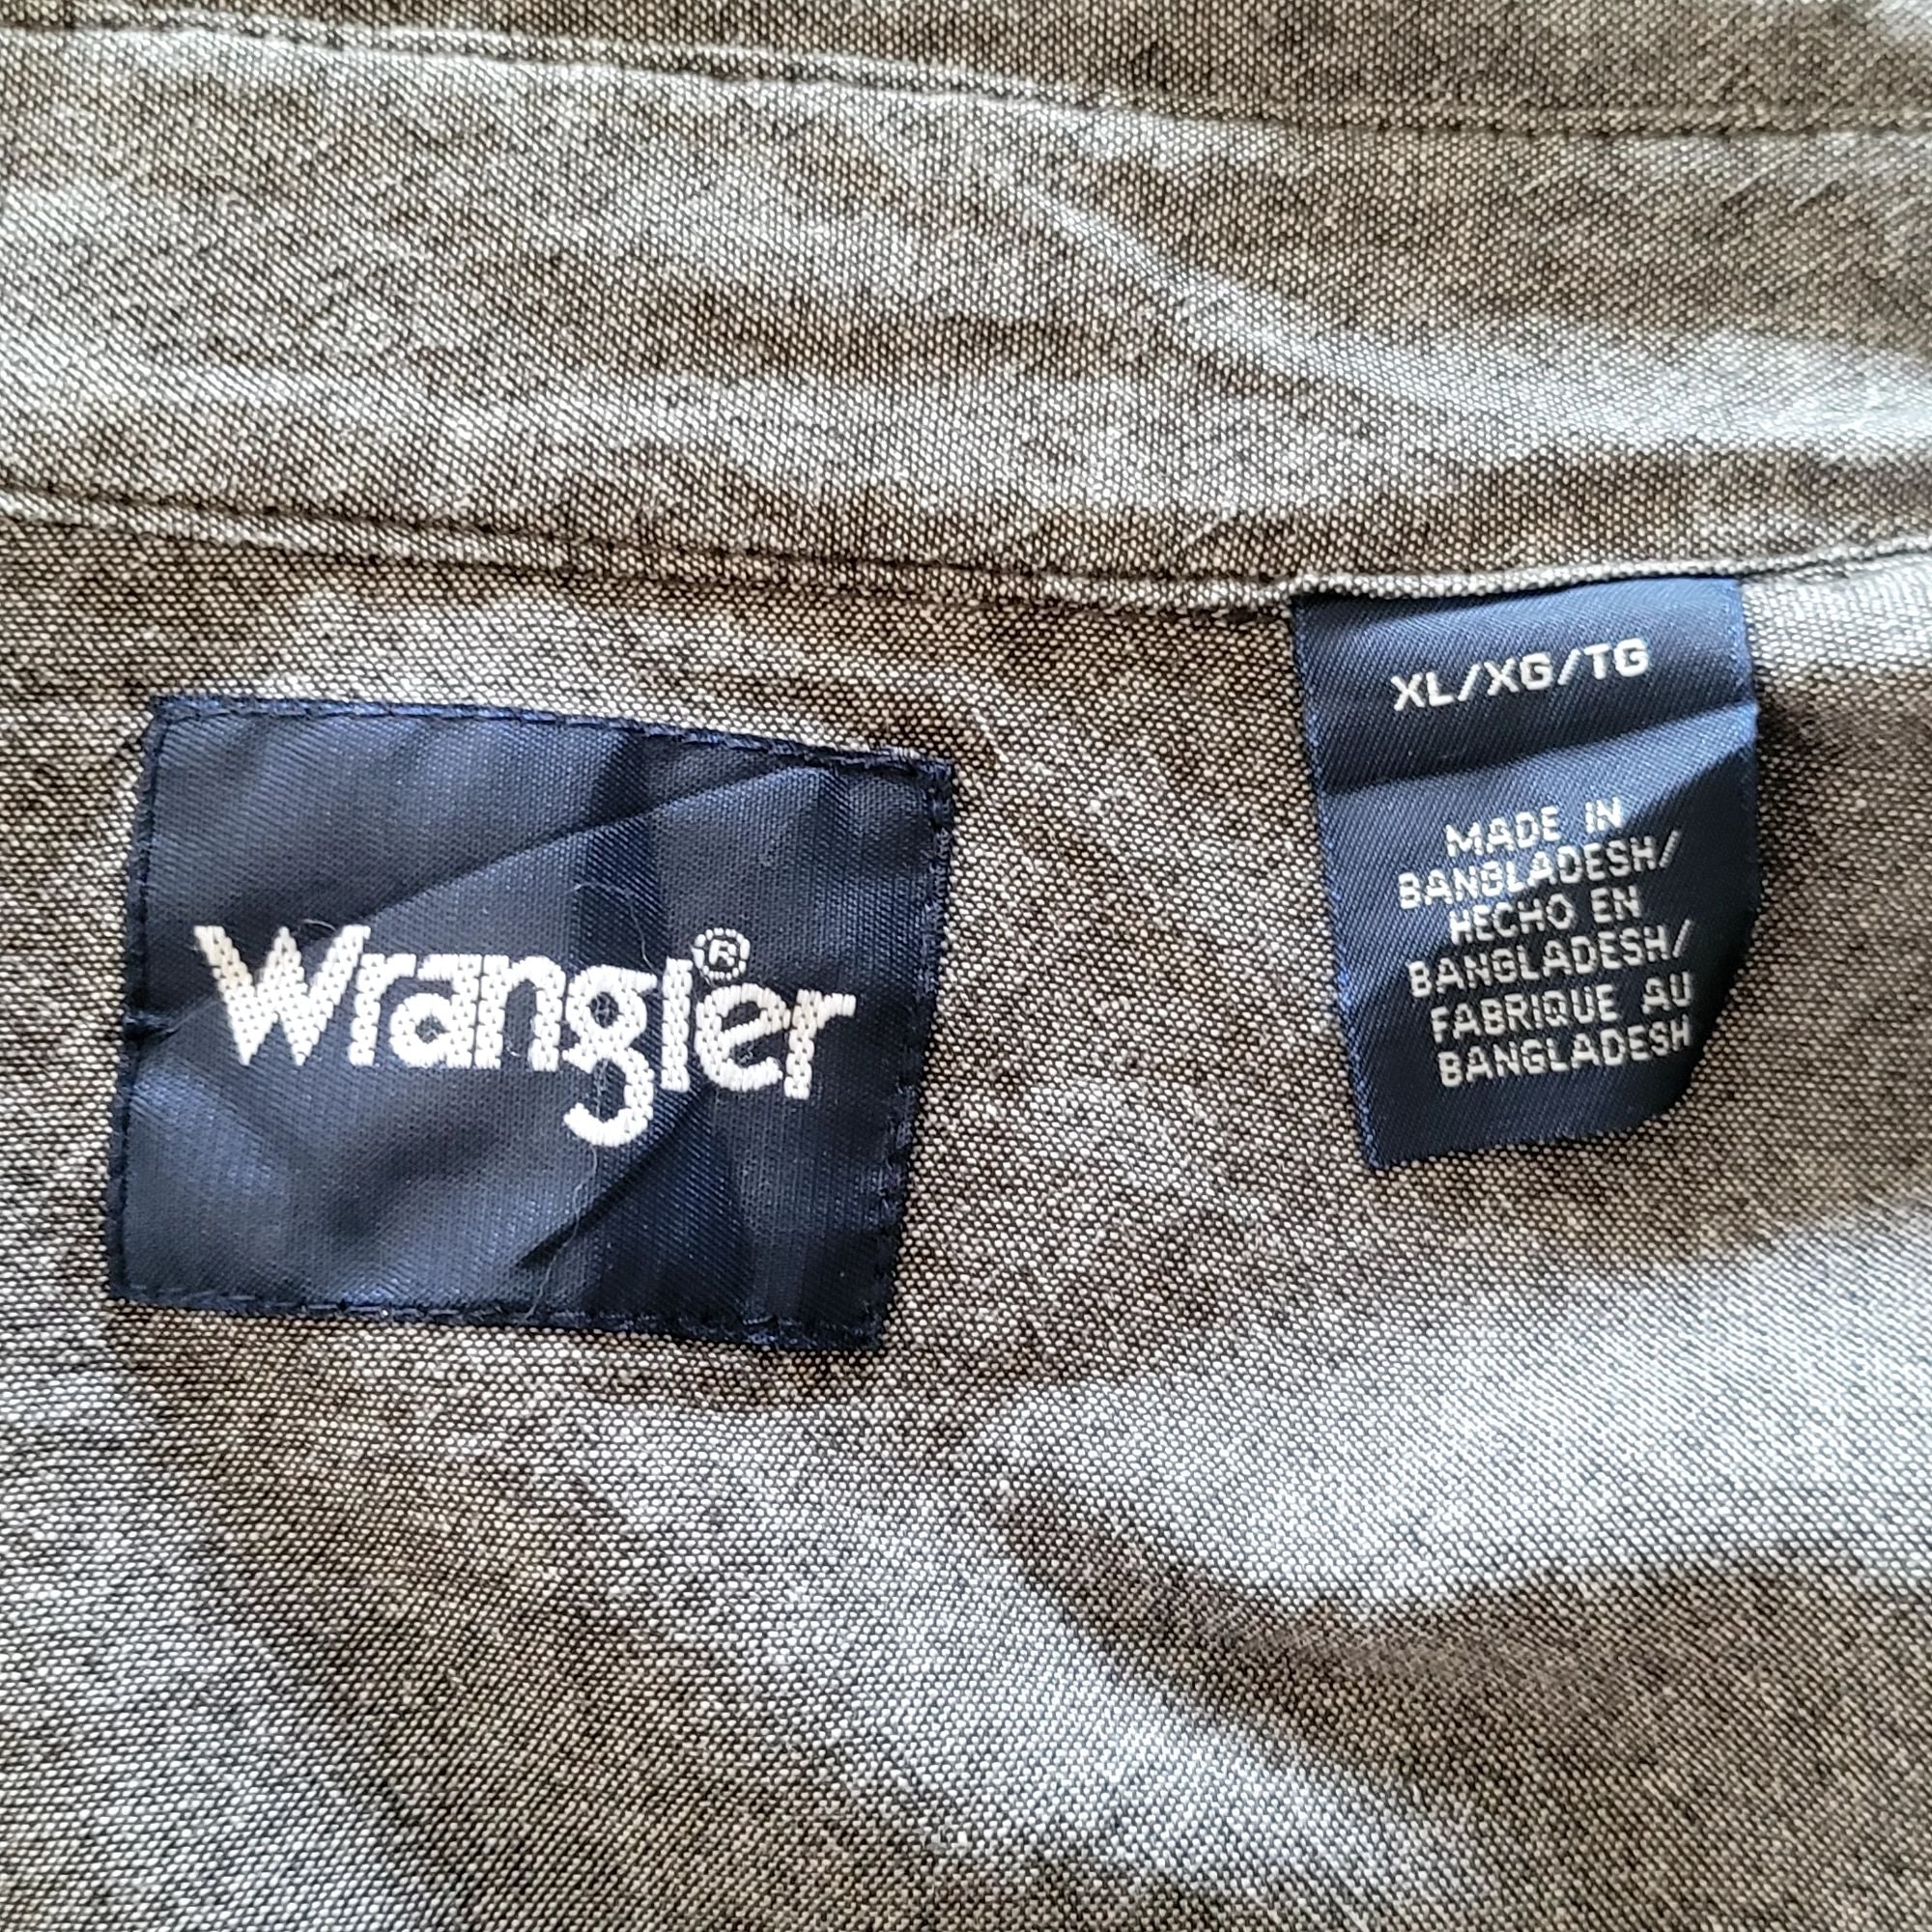 Wrangler®
XL/XG/TG
MADE IN
BANGLADESH/
HECHO EN
BANGLADESH/
FABRIQUE AU
BANGLADESH